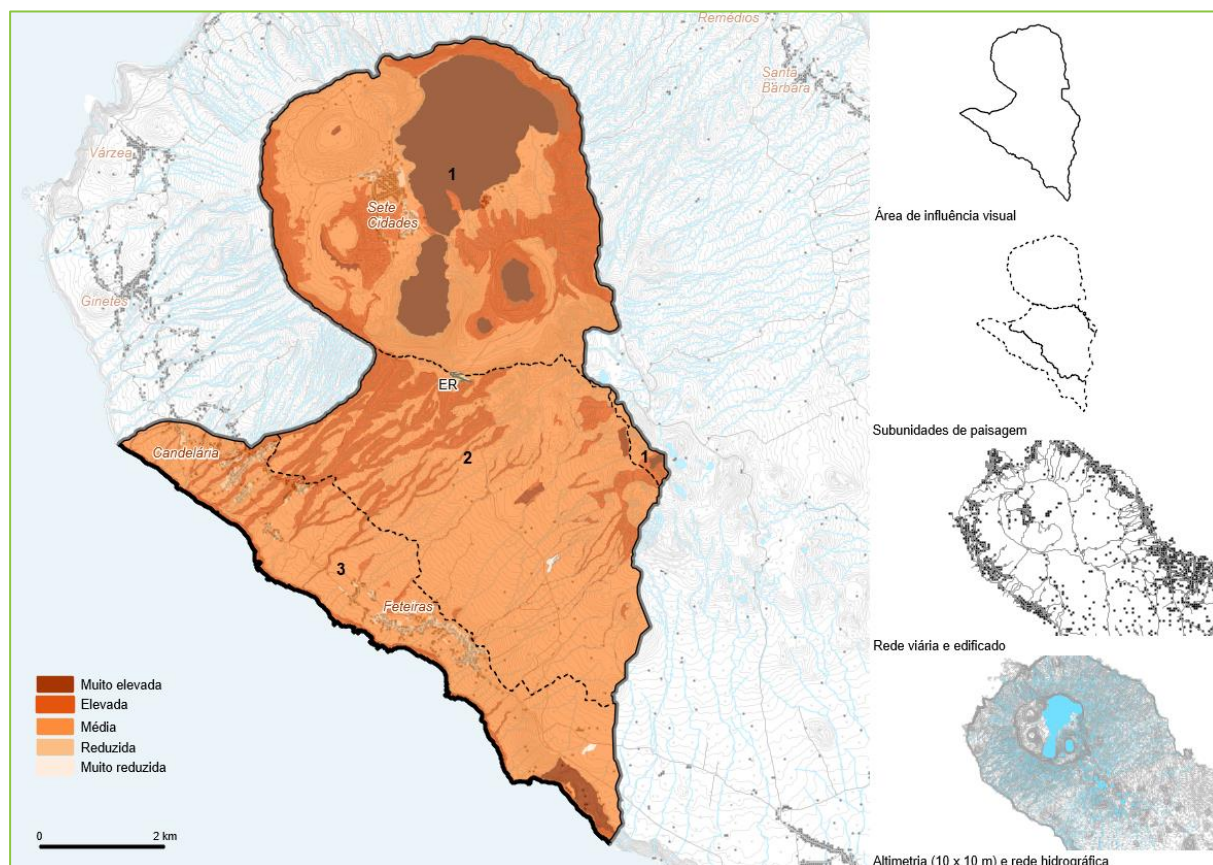 Remédios
Santa
Bárbara
Várzea
1
Sete
Cidades
Ginetes
ER
Candelária
2
1
3
Feteiras
Muito elevada
Elevada
Média
Reduzida
Muito reduzida
0 2 km
Área de influência visual
Subunidades de paisagem
Rede viária e edificado
Altimetria (10 x 10 m) e rede hidrográfica